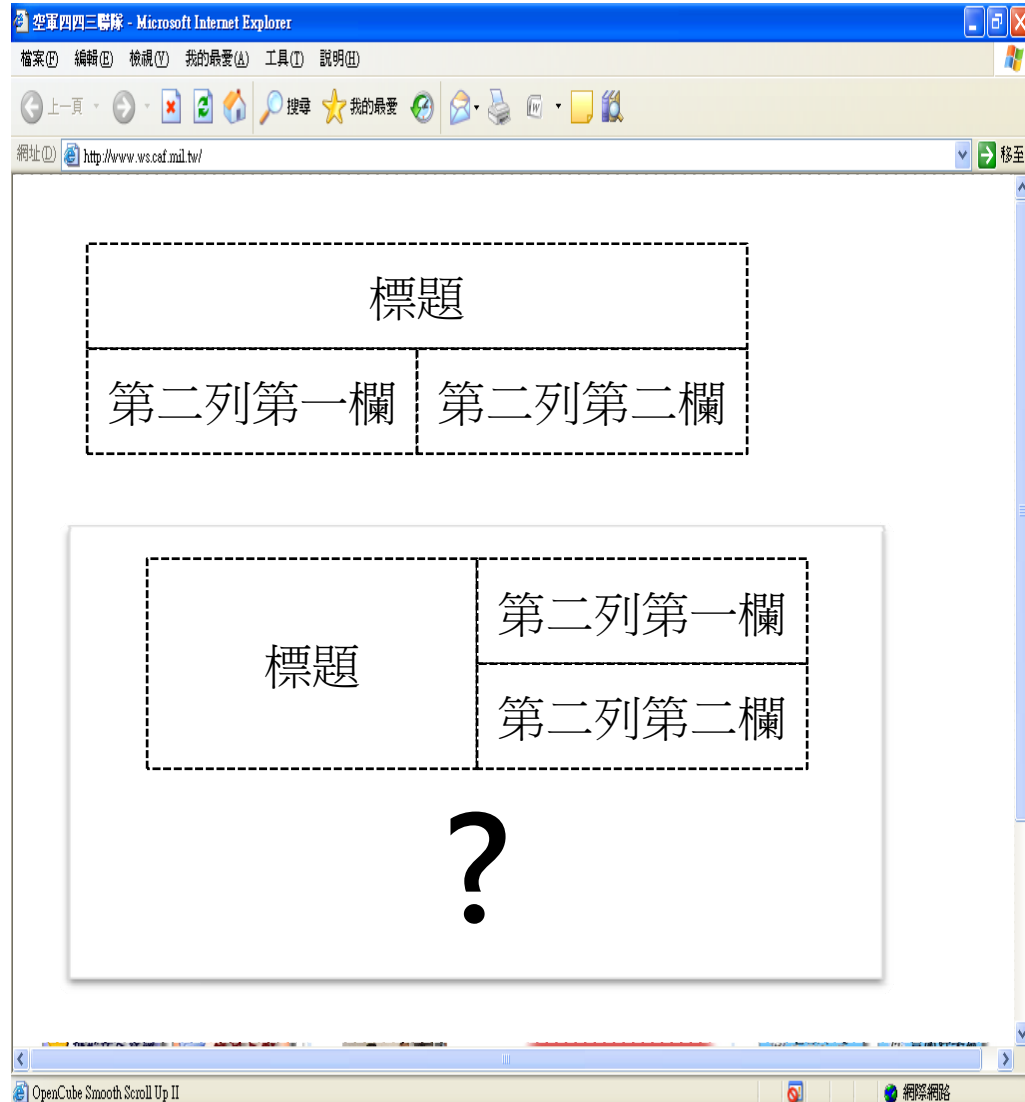 空軍四四三聯隊 - Microsoft Internet Explorer
檔案(F) 編輯(E) 檢視(V) 我的最愛(A) 工具(T) 說明(H)
上一頁 搜尋 我的最愛
網址(D) http://www.ws.caf.mil.tw/ 移至
標題
第二列第一欄 第二列第二欄
第二列第一欄
標題
第二列第二欄
?
OpenCube Smooth Scroll Up II 網際網路